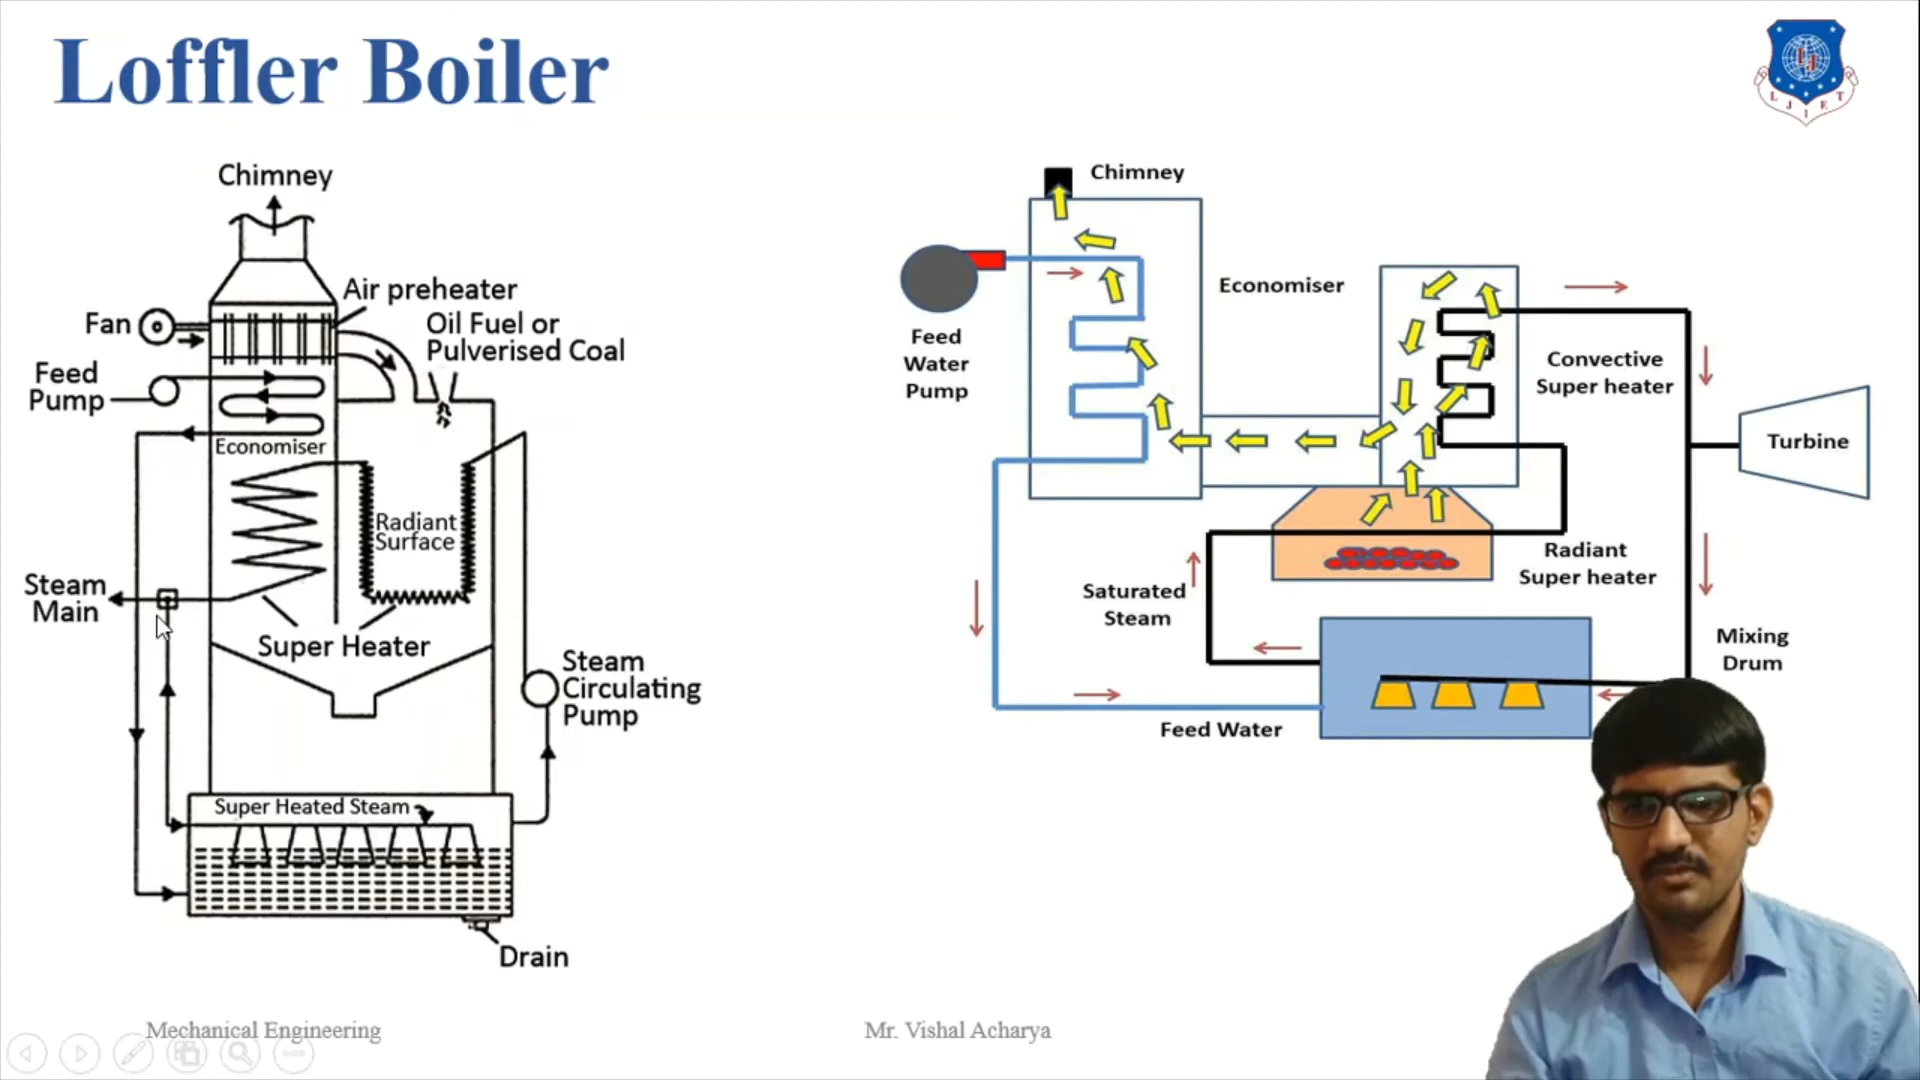 Loffler Boiler
L J I E T
Chimney
Air preheater
Fan
Oil Fuel or
Pulverised Coal
Feed
Pump
Economiser
Radiant
Surface
Steam
Main
Super Heater
Steam
Circulating
Pump
Super Heated Steam
Drain
Chimney
Economiser
Feed
Water
Pump
Convective
Super heater
Turbine
Radiant
Super heater
Saturated
Steam
Mixing
Drum
Feed Water
Mechanical Engineering
Mr. Vishal Acharya